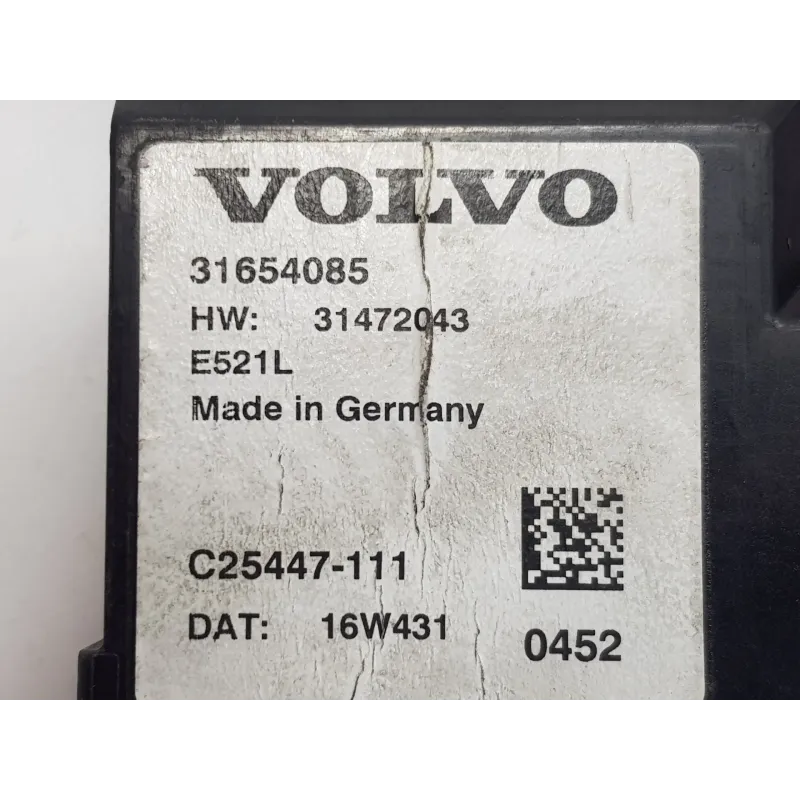 VOLVO
31654085
HW: 31472043
E521L
Made in Germany
C25447-111
DAT: 16W431
0452